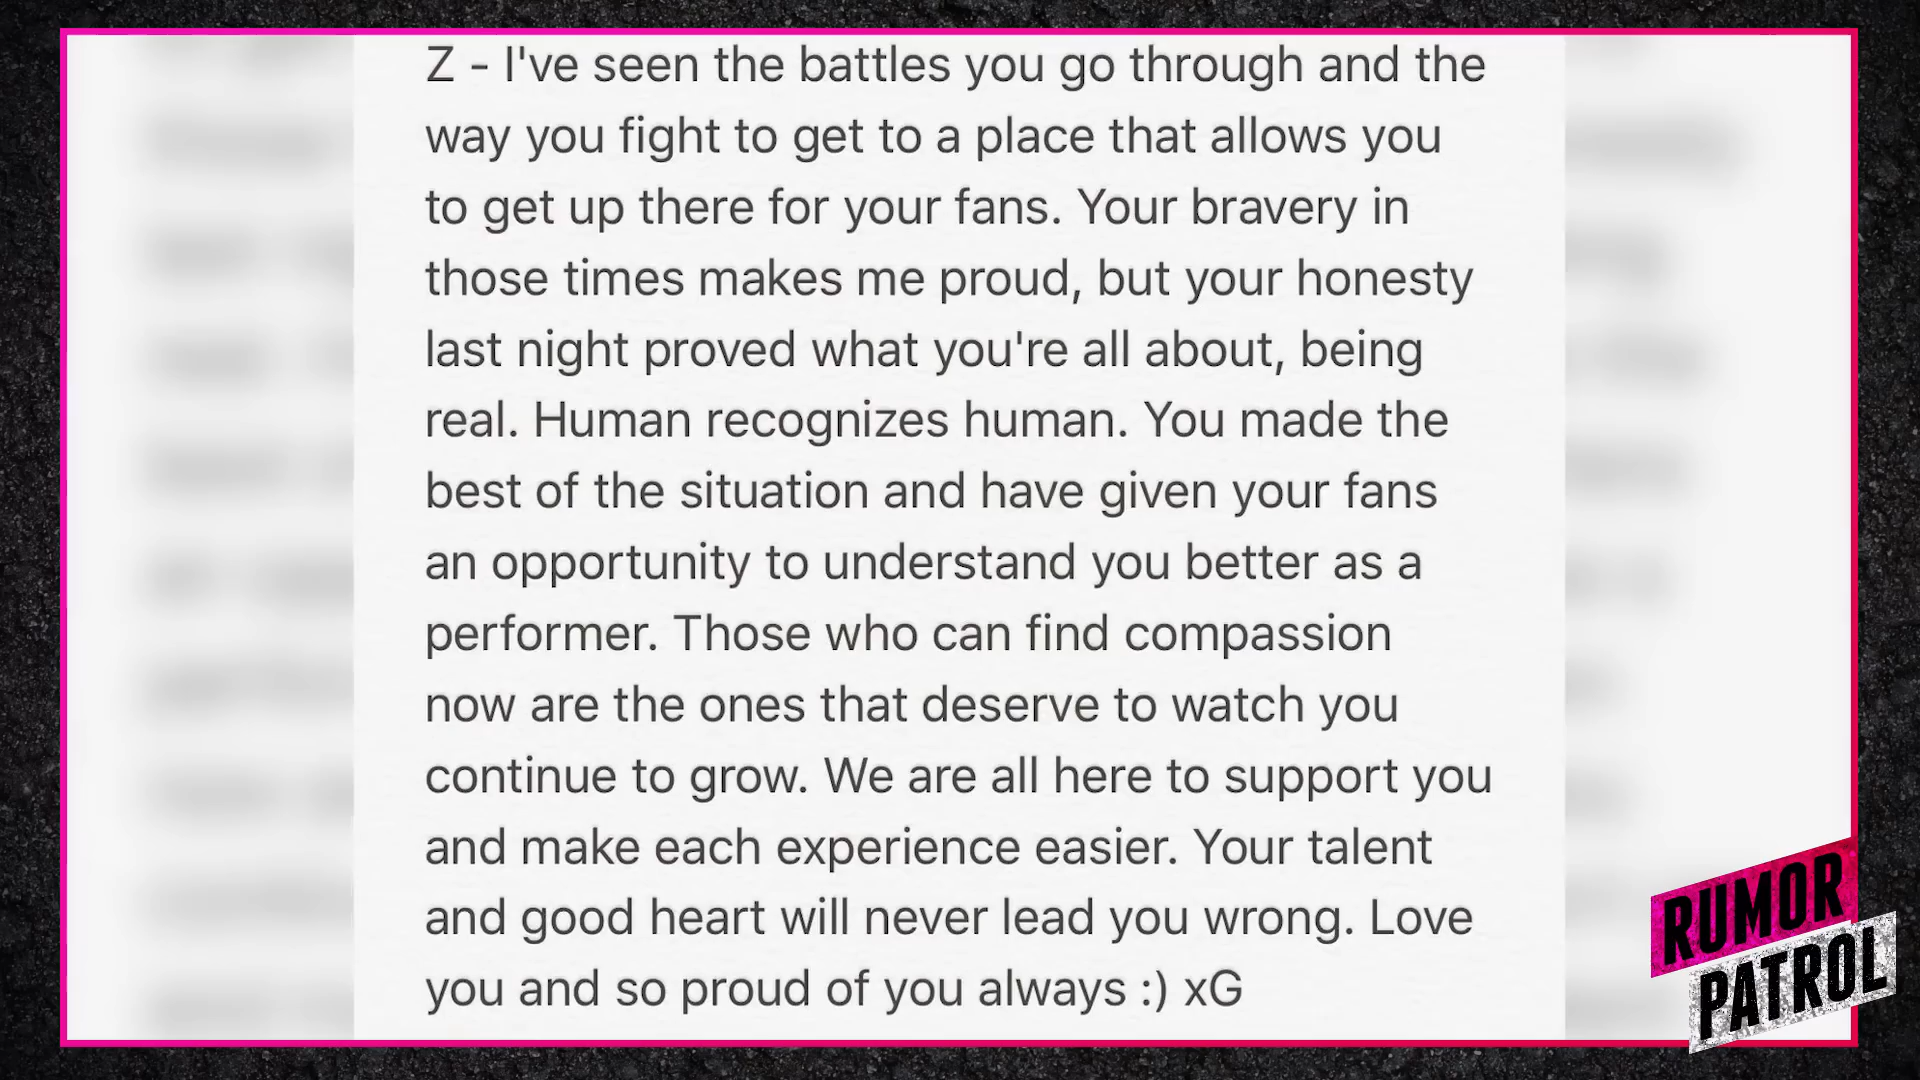 Z - I've seen the battles you go through and the
way you fight to get to a place that allows you
to get up there for your fans. Your bravery in
those times makes me proud, but your honesty
last night proved what you're all about, being
real. Human recognizes human. You made the
best of the situation and have given your fans
an opportunity to understand you better as a
performer. Those who can find compassion
now are the ones that deserve to watch you
continue to grow. We are all here to support you
and make each experience easier. Your talent
and good heart will never lead you wrong. Love
you and so proud of you always :) xG
RUMOR
PATROL